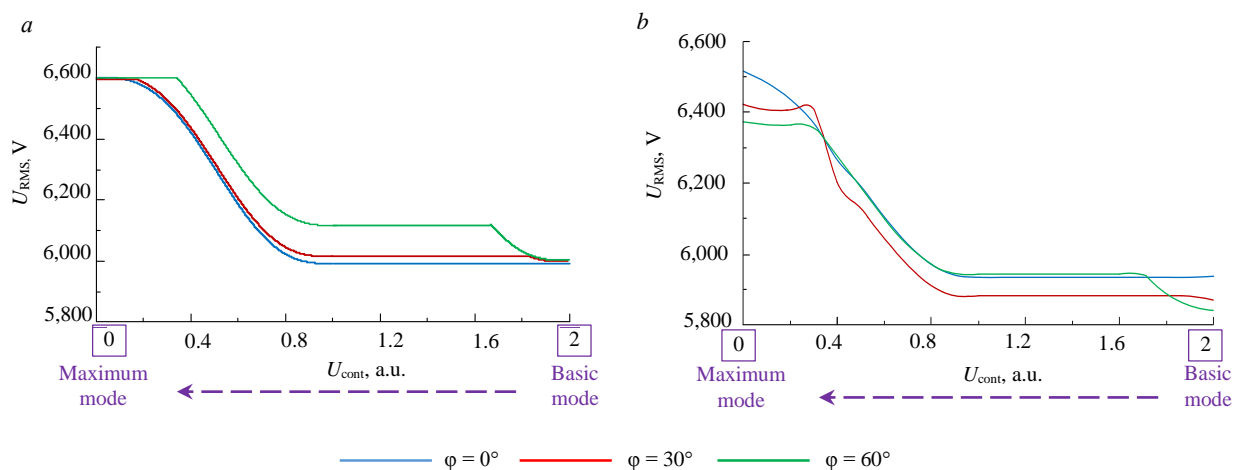 a
6,600
6,400
6,200
6,000
5,800
U_RMS, V
0
0.4
0.8
1.2
1.6
2
U_cont, a.u.
Maximum
mode
Basic
mode
b
6,600
6,400
6,200
6,000
5,800
U_RMS, V
0
0.4
0.8
1.2
1.6
2
U_cont, a.u.
Maximum
mode
Basic
mode
φ = 0° φ = 30° φ = 60°